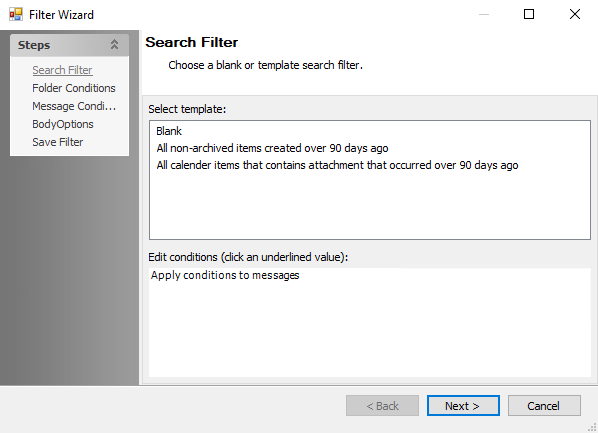 Filter Wizard
Steps
Search Filter
Folder Conditions
Message Condi...
BodyOptions
Save Filter
Search Filter
Choose a blank or template search filter.
Select template:
Blank
All non-archived items created over 90 days ago
All calender items that contains attachment that occurred over 90 days ago
Edit conditions (click an underlined value):
Apply conditions to messages
< Back
Next >
Cancel